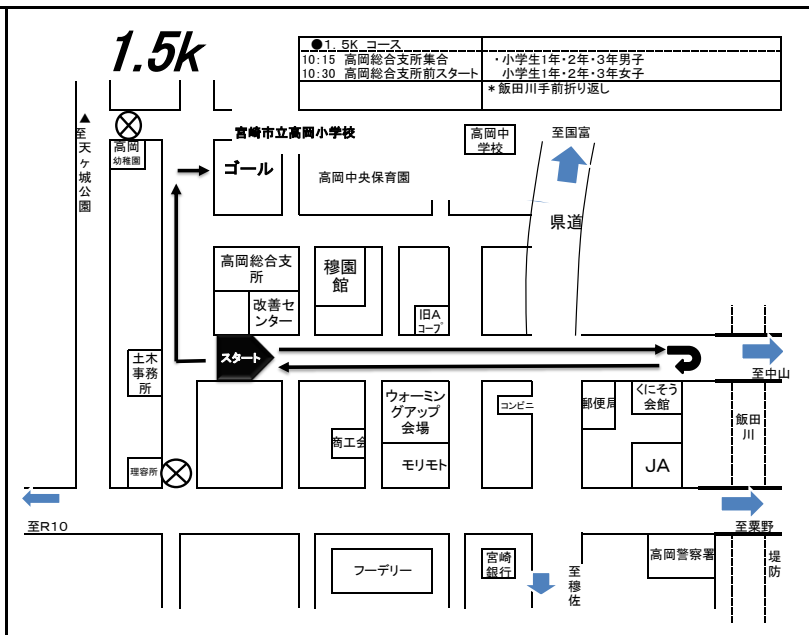 1.5k
●1．5K コース
10:15 高岡総合支所集合
・小学生1年・2年・3年男子
10:30 高岡総合支所前スタート
小学生1年・2年・3年女子
＊飯田川手前折り返し
▲至天ヶ城公園
高岡
幼稚園
宮崎市立高岡小学校
ゴール
高岡中央保育園
高岡中
学校
至国富
県道
高岡総合支
所
改善セ
ンター
穆園
館
旧A
コープ
スタート
土木
事務
所
至中山
ウォーミン
グアップ
会場
コンビニ
郵便局
くにそう
会館
飯田
川
商工会
モリモト
JA
理容所
至R10
至粟野
フーデリー
宮崎
銀行
至穆佐
高岡警察署
堤防